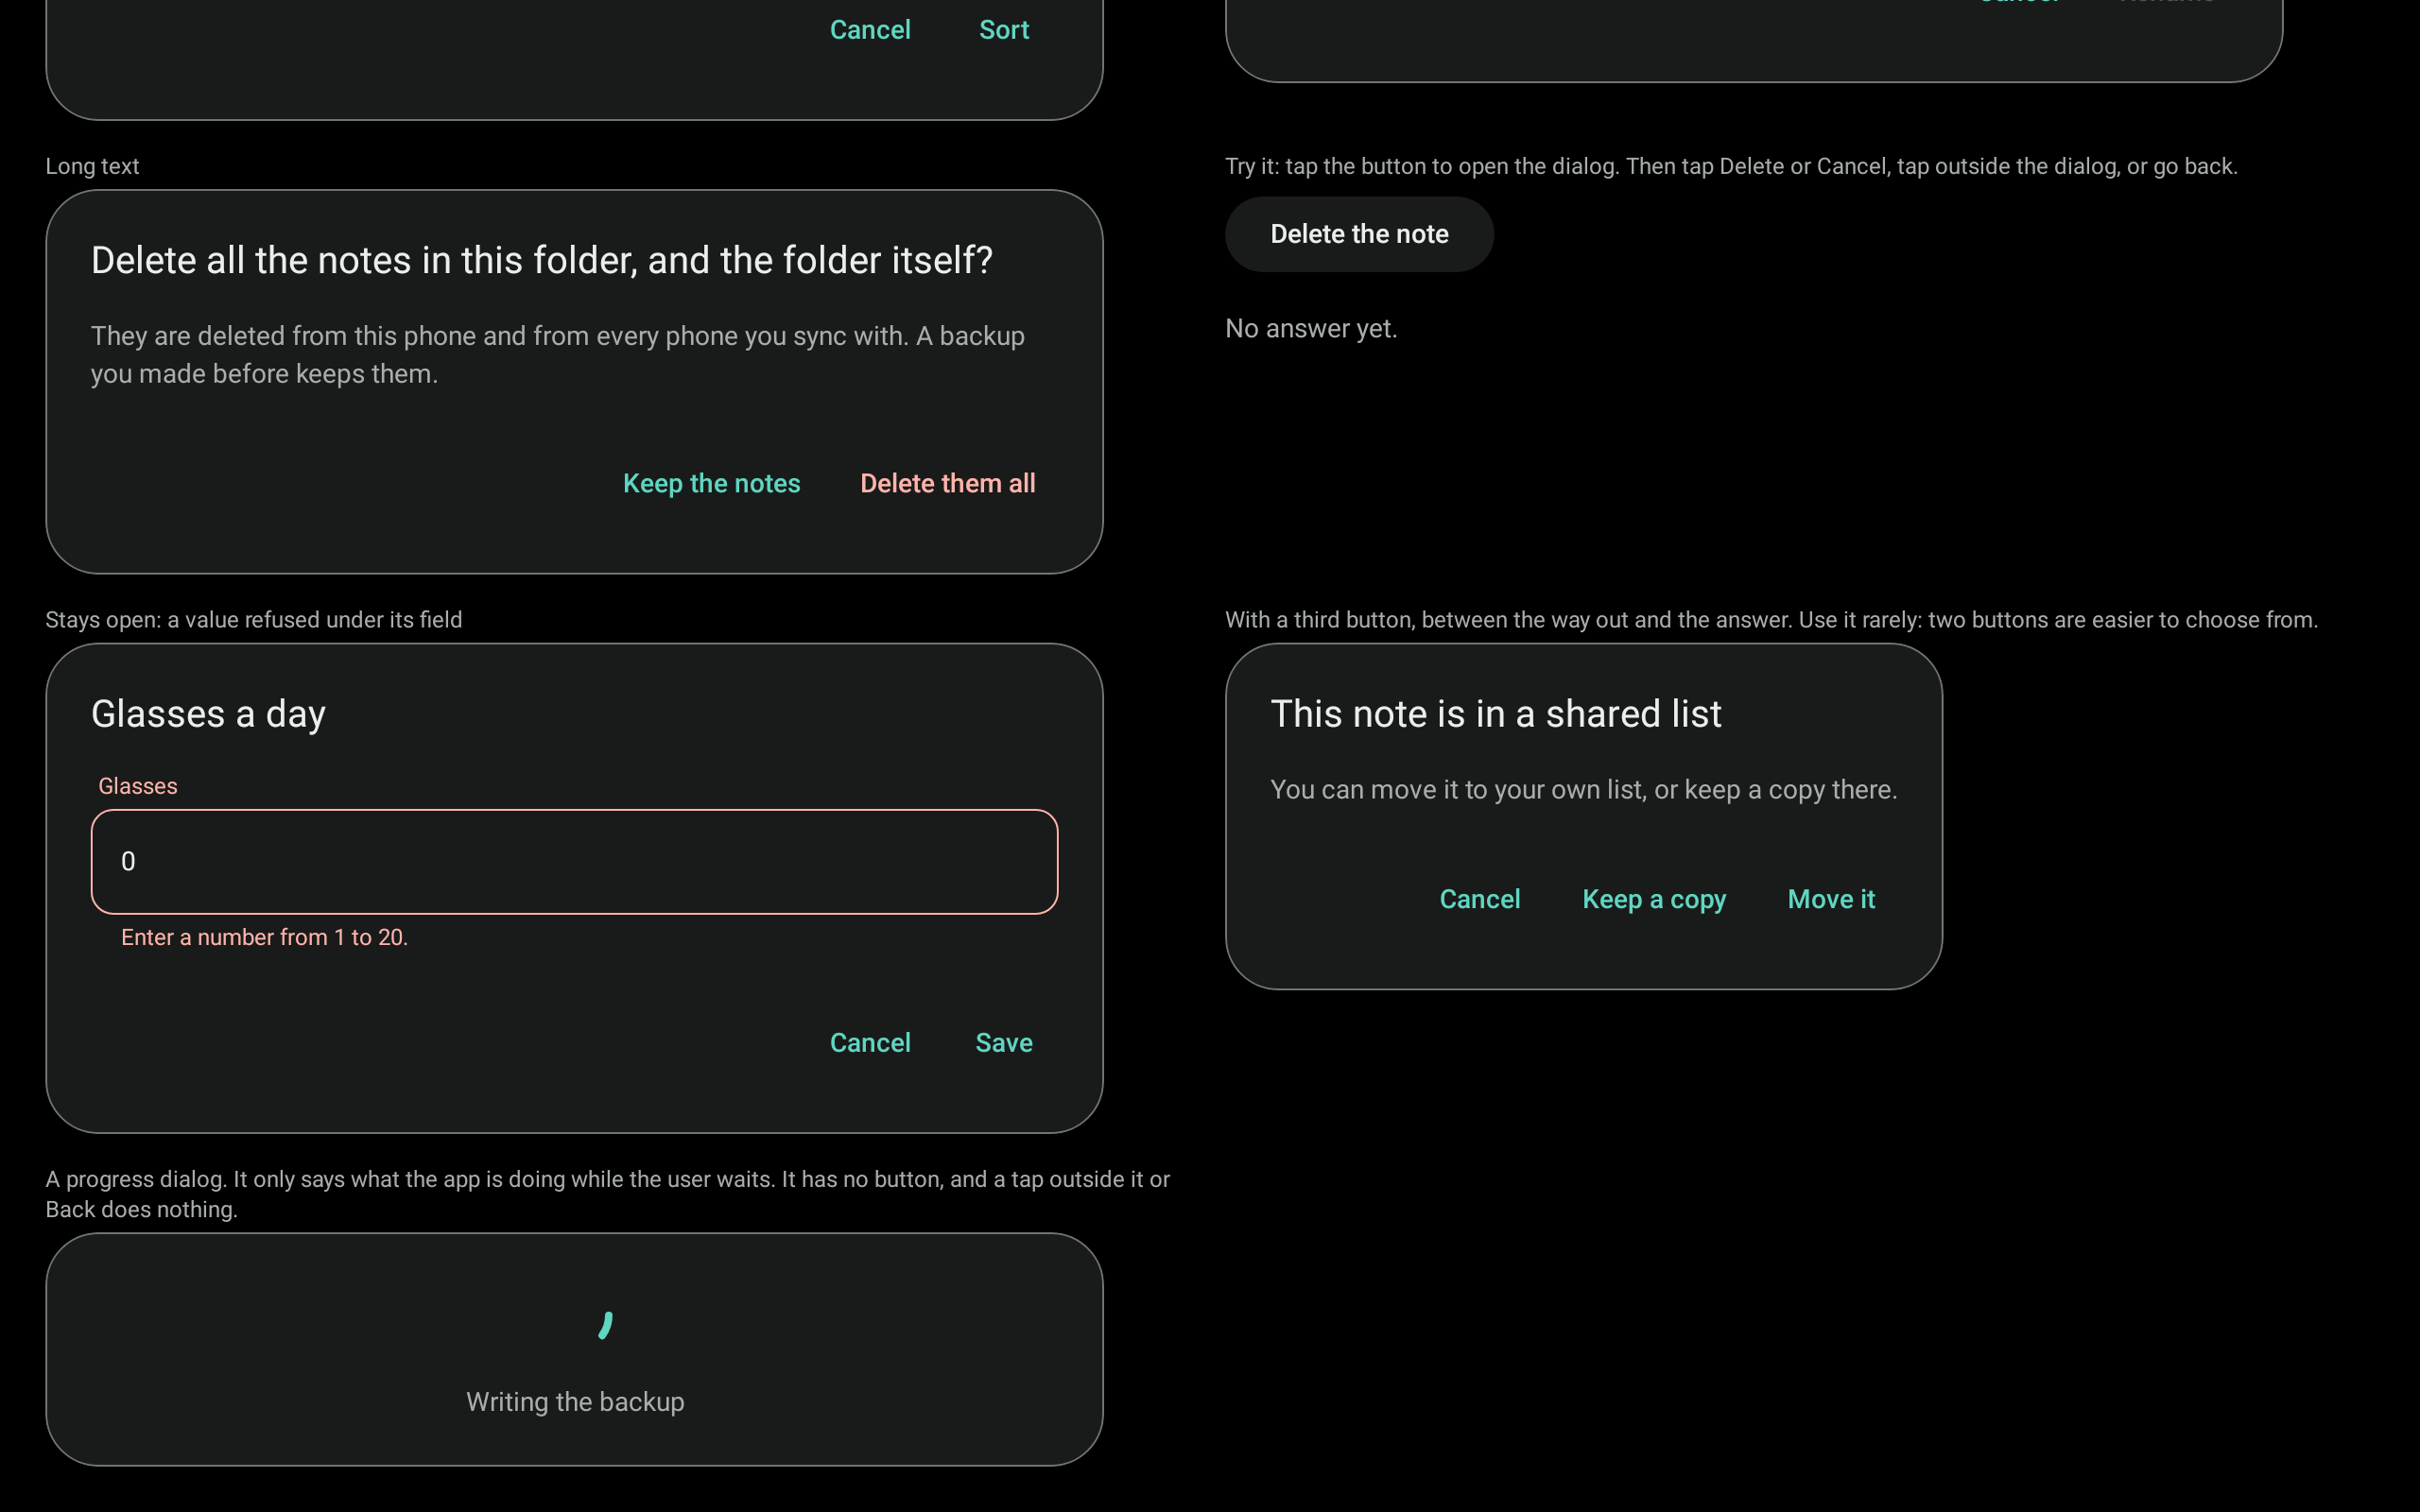 Cancel
Sort
Long text
Delete all the notes in this folder, and the folder itself?
They are deleted from this phone and from every phone you sync with. A backup
you made before keeps them.
Keep the notes
Delete them all
Try it: tap the button to open the dialog. Then tap Delete or Cancel, tap outside the dialog, or go back.
Delete the note
No answer yet.
Stays open: a value refused under its field
Glasses a day
Glasses
0
Enter a number from 1 to 20.
Cancel
Save
With a third button, between the way out and the answer. Use it rarely: two buttons are easier to choose from.
This note is in a shared list
You can move it to your own list, or keep a copy there.
Cancel
Keep a copy
Move it
A progress dialog. It only says what the app is doing while the user waits. It has no button, and a tap outside it or
Back does nothing.
Writing the backup